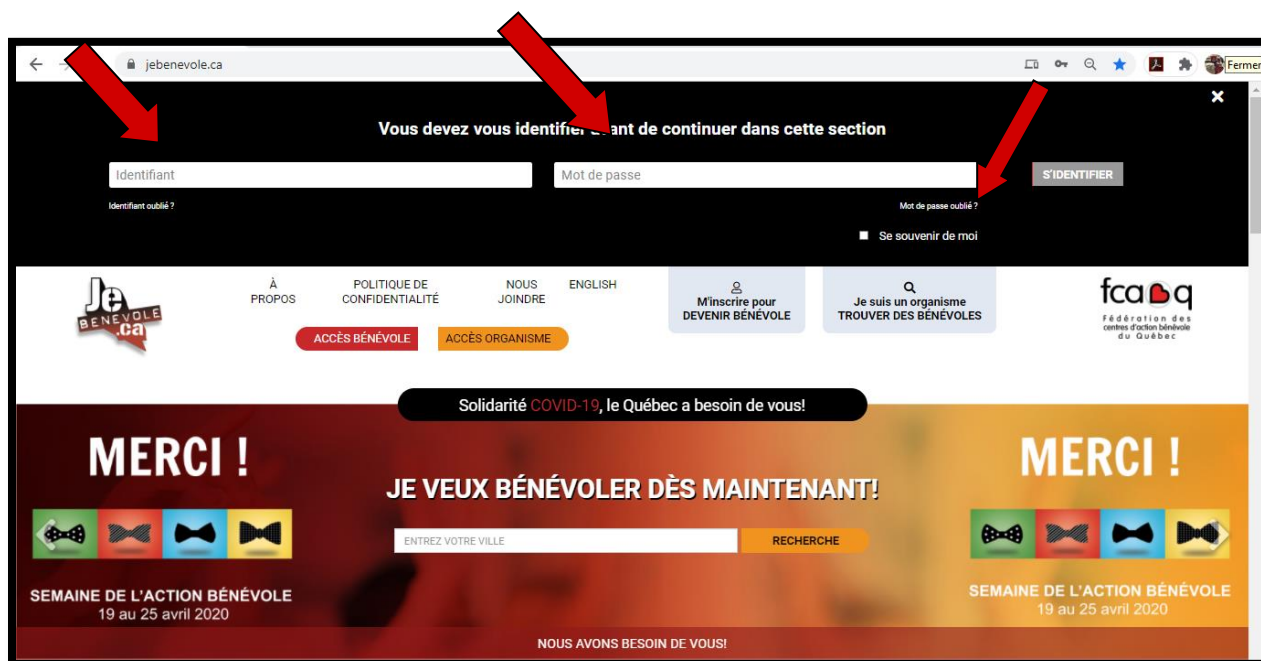 jebenevole.ca
Fermer
Vous devez vous identifier avant de continuer dans cette section
Identifiant
Mot de passe
S'IDENTIFIER
Identifiant oublié ?
Mot de passe oublié ?
Se souvenir de moi
Je
BENEVOLE
.ca
À PROPOS
POLITIQUE DE CONFIDENTIALITÉ
NOUS JOINDRE
ENGLISH
ACCÈS BÉNÉVOLE
ACCÈS ORGANISME
M'inscrire pour
DEVENIR BÉNÉVOLE
Je suis un organisme
TROUVER DES BÉNÉVOLES
fcabq
Fédération des
centres d'action bénévole
du Québec
Solidarité COVID-19, le Québec a besoin de vous!
MERCI !
SEMAINE DE L'ACTION BÉNÉVOLE
19 au 25 avril 2020
JE VEUX BÉNÉVOLER DÈS MAINTENANT!
ENTREZ VOTRE VILLE
RECHERCHE
MERCI !
SEMAINE DE L'ACTION BÉNÉVOLE
19 au 25 avril 2020
NOUS AVONS BESOIN DE VOUS!